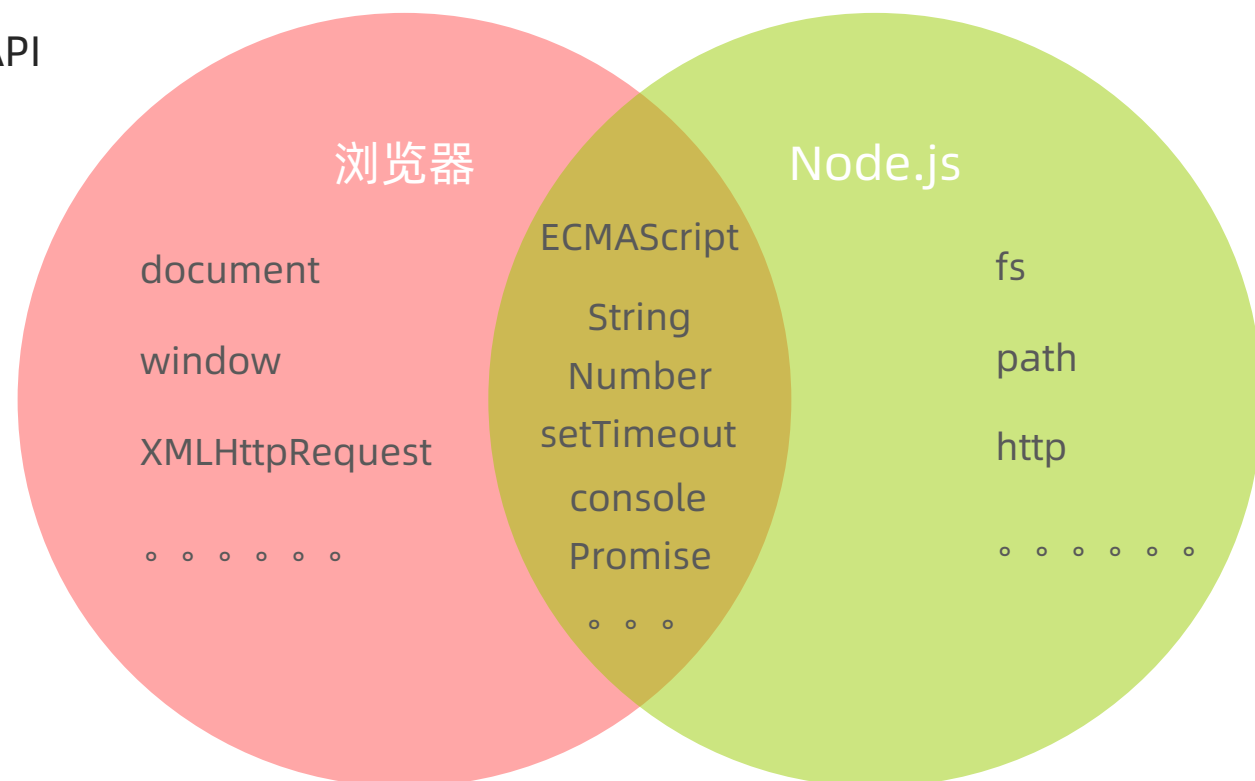 API
浏览器
document
window
XMLHttpRequest
。。。。。。
ECMAScript
String
Number
setTimeout
console
Promise
。。。
Node.js
fs
path
http
。。。。。。